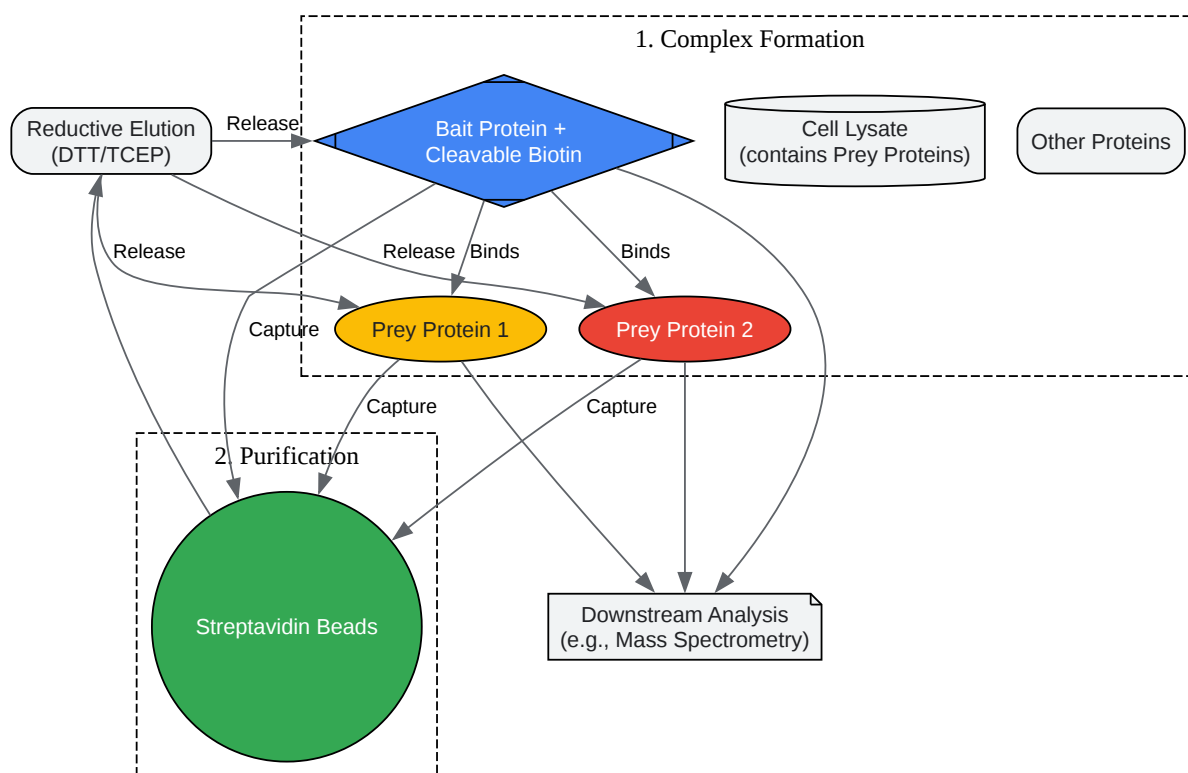 1. Complex Formation
Reductive Elution
(DTT/TCEP)
Release
Bait Protein +
Cleavable Biotin
Cell Lysate
(contains Prey Proteins)
Other Proteins
Release
Release
Binds
Binds
Capture
Prey Protein 1
Prey Protein 2
Capture
Capture
2. Purification
Streptavidin Beads
Downstream Analysis
(e.g., Mass Spectrometry)